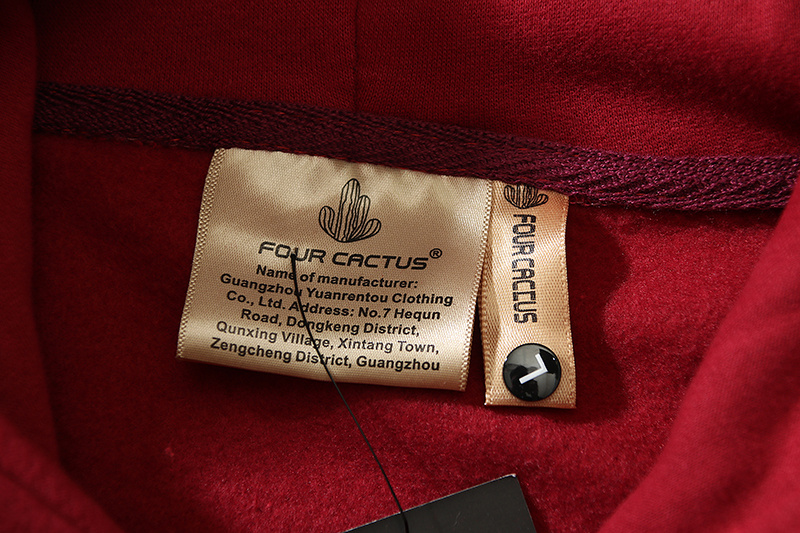 FOUR CACTUS®
Name of manufacturer:
Guangzhou Yuanrentou Clothing
Co., Ltd. Address: No.7 Hequn
Road, Dongkeng District,
Qunxing Village, Xintang Town,
Zengcheng District, Guangzhou
FOUR CACCUS
L